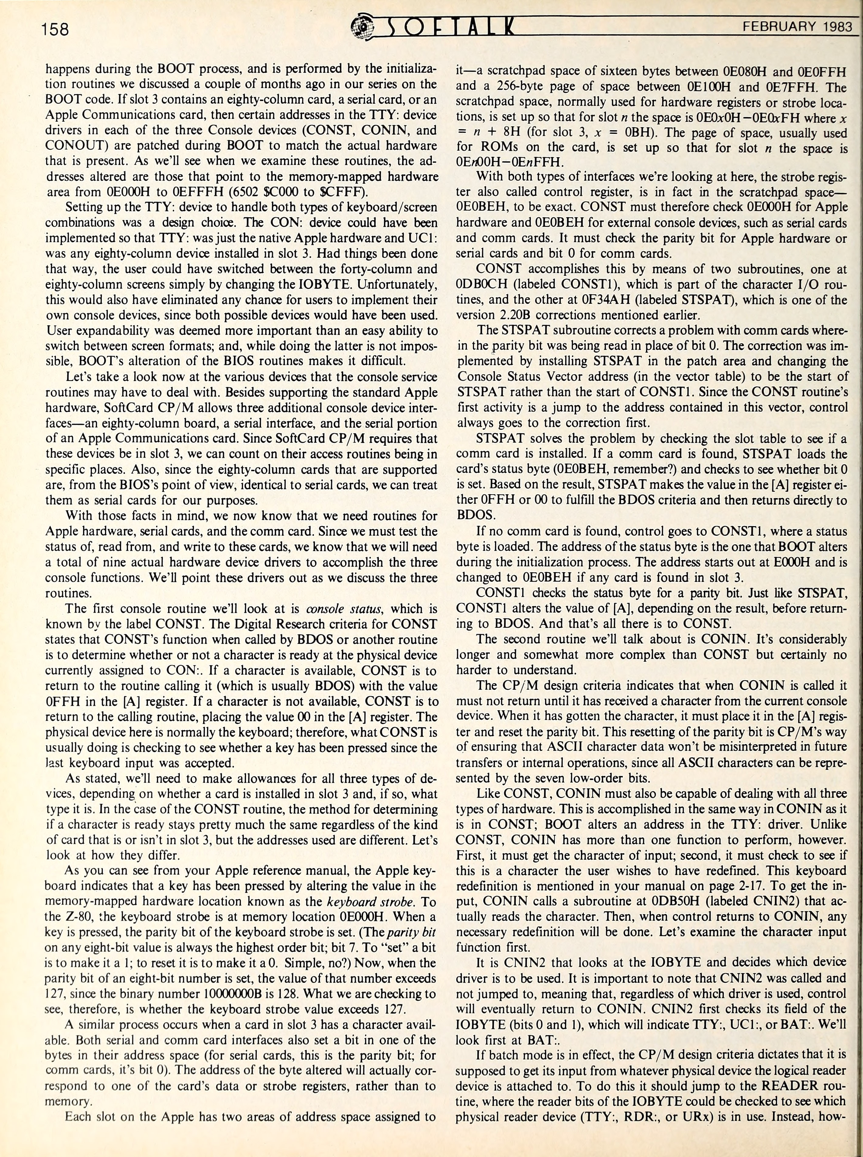 158
SOFTALK
FEBRUARY 1983
happens during the BOOT process, and is performed by the initializa-
tion routines we discussed a couple of months ago in our series on the
BOOT code. If slot 3 contains an eighty-column card, a serial card, or an
Apple Communications card, then certain addresses in the TTY: device
drivers in each of the three Console devices (CONST, CONIN, and
CONOUT) are patched during BOOT to match the actual hardware
that is present. As we'll see when we examine these routines, the ad-
dresses altered are those that point to the memory-mapped hardware
area from 0E000H to 0EFFFH (6502 $C000 to $CFFF).
Setting up the TTY: device to handle both types of keyboard/screen
combinations was a design choice. The CON: device could have been
implemented so that TTY: was just the native Apple hardware and UC1:
was any eighty-column device installed in slot 3. Had things been done
that way, the user could have switched between the forty-column and
eighty-column screens simply by changing the IOBYTE. Unfortunately,
this would also have eliminated any chance for users to implement their
own console devices, since both possible devices would have been used.
User expandability was deemed more important than an easy ability to
switch between screen formats; and, while doing the latter is not impos-
sible, BOOT's alteration of the BIOS routines makes it difficult.
Let's take a look now at the various devices that the console service
routines may have to deal with. Besides supporting the standard Apple
hardware, SoftCard CP/M allows three additional console device inter-
faces—an eighty-column board, a serial interface, and the serial portion
of an Apple Communications card. Since SoftCard CP/M requires that
these devices be in slot 3, we can count on their access routines being in
specific places. Also, since the eighty-column cards that are supported
are, from the BIOS's point of view, identical to serial cards, we can treat
them as serial cards for our purposes.
With those facts in mind, we now know that we need routines for
Apple hardware, serial cards, and the comm card. Since we must test the
status of, read from, and write to these cards, we know that we will need
a total of nine actual hardware device drivers to accomplish the three
console functions. We'll point these drivers out as we discuss the three
routines.
The first console routine we'll look at is console status, which is
known by the label CONST. The Digital Research criteria for CONST
states that CONST's function when called by BDOS or another routine
is to determine whether or not a character is ready at the physical device
currently assigned to CON:. If a character is available, CONST is to
return to the routine calling it (which is usually BDOS) with the value
0FFH in the [A] register. If a character is not available, CONST is to
return to the calling routine, placing the value 00 in the [A] register. The
physical device here is normally the keyboard; therefore, what CONST is
usually doing is checking to see whether a key has been pressed since the
last keyboard input was accepted.
As stated, we'll need to make allowances for all three types of de-
vices, depending on whether a card is installed in slot 3 and, if so, what
type it is. In the case of the CONST routine, the method for determining
if a character is ready stays pretty much the same regardless of the kind
of card that is or isn't in slot 3, but the addresses used are different. Let's
look at how they differ.
As you can see from your Apple reference manual, the Apple key-
board indicates that a key has been pressed by altering the value in the
memory-mapped hardware location known as the keyboard strobe. To
the Z-80, the keyboard strobe is at memory location 0E000H. When a
key is pressed, the parity bit of the keyboard strobe is set. (The parity bit
on any eight-bit value is always the highest order bit; bit 7. To "set" a bit
is to make it a 1; to reset it is to make it a 0. Simple, no?) Now, when the
parity bit of an eight-bit number is set, the value of that number exceeds
127, since the binary number 10000000B is 128. What we are checking to
see, therefore, is whether the keyboard strobe value exceeds 127.
A similar process occurs when a card in slot 3 has a character avail-
able. Both serial and comm card interfaces also set a bit in one of the
bytes in their address space (for serial cards, this is the parity bit; for
comm cards, it's bit 0). The address of the byte altered will actually cor-
respond to one of the card's data or strobe registers, rather than to
memory.
Each slot on the Apple has two areas of address space assigned to
it—a scratchpad space of sixteen bytes between 0E080H and 0E0FFH
and a 256-byte page of space between 0E100H and 0E7FFH. The
scratchpad space, normally used for hardware registers or strobe loca-
tions, is set up so that for slot n the space is 0E0x0H–0E0xFH where x
= n + 8H (for slot 3, x = 0BH). The page of space, usually used
for ROMs on the card, is set up so that for slot n the space is
0En00H–0EnFFH.
With both types of interfaces we're looking at here, the strobe regis-
ter also called control register, is in fact in the scratchpad space—
0E0BEH, to be exact. CONST must therefore check 0E000H for Apple
hardware and 0E0BEH for external console devices, such as serial cards
and comm cards. It must check the parity bit for Apple hardware or
serial cards and bit 0 for comm cards.
CONST accomplishes this by means of two subroutines, one at
0DB0CH (labeled CONST1), which is part of the character I/O rou-
tines, and the other at 0F34AH (labeled STSPAT), which is one of the
version 2.20B corrections mentioned earlier.
The STSPAT subroutine corrects a problem with comm cards where-
in the parity bit was being read in place of bit 0. The correction was im-
plemented by installing STSPAT in the patch area and changing the
Console Status Vector address (in the vector table) to be the start of
STSPAT rather than the start of CONST1. Since the CONST routine's
first activity is a jump to the address contained in this vector, control
always goes to the correction first.
STSPAT solves the problem by checking the slot table to see if a
comm card is installed. If a comm card is found, STSPAT loads the
card's status byte (0E0BEH, remember?) and checks to see whether bit 0
is set. Based on the result, STSPAT makes the value in the [A] register ei-
ther 0FFH or 00 to fulfill the BDOS criteria and then returns directly to
BDOS.
If no comm card is found, control goes to CONST1, where a status
byte is loaded. The address of the status byte is the one that BOOT alters
during the initialization process. The address starts out at E000H and is
changed to 0E0BEH if any card is found in slot 3.
CONST1 checks the status byte for a parity bit. Just like STSPAT,
CONST1 alters the value of [A], depending on the result, before return-
ing to BDOS. And that's all there is to CONST.
The second routine we'll talk about is CONIN. It's considerably
longer and somewhat more complex than CONST but certainly no
harder to understand.
The CP/M design criteria indicates that when CONIN is called it
must not return until it has received a character from the current console
device. When it has gotten the character, it must place it in the [A] regis-
ter and reset the parity bit. This resetting of the parity bit is CP/M's way
of ensuring that ASCII character data won't be misinterpreted in future
transfers or internal operations, since all ASCII characters can be repre-
sented by the seven low-order bits.
Like CONST, CONIN must also be capable of dealing with all three
types of hardware. This is accomplished in the same way in CONIN as it
is in CONST; BOOT alters an address in the TTY: driver. Unlike
CONST, CONIN has more than one function to perform, however.
First, it must get the character of input; second, it must check to see if
this is a character the user wishes to have redefined. This keyboard
redefinition is mentioned in your manual on page 2-17. To get the in-
put, CONIN calls a subroutine at 0DB50H (labeled CNIN2) that ac-
tually reads the character. Then, when control returns to CONIN, any
necessary redefinition will be done. Let's examine the character input
function first.
It is CNIN2 that looks at the IOBYTE and decides which device
driver is to be used. It is important to note that CNIN2 was called and
not jumped to, meaning that, regardless of which driver is used, control
will eventually return to CONIN. CNIN2 first checks its field of the
IOBYTE (bits 0 and 1), which will indicate TTY:, UC1:, or BAT:. We'll
look first at BAT:.
If batch mode is in effect, the CP/M design criteria dictates that it is
supposed to get its input from whatever physical device the logical reader
device is attached to. To do this it should jump to the READER rou-
tine, where the reader bits of the IOBYTE could be checked to see which
physical reader device (TTY:, RDR:, or URx) is in use. Instead, how-